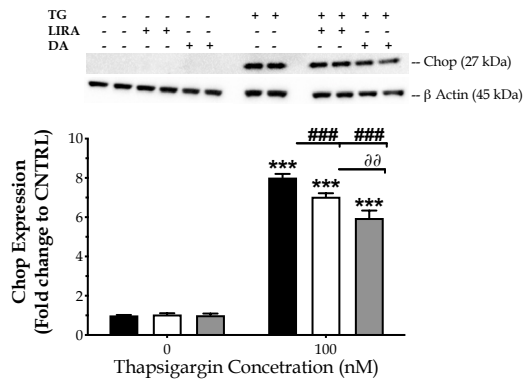 TG - - - - - - + + + + + +
LIRA - - + + - - - - + + - -
DA - - - - + + - - - - + +
-- Chop (27 kDa)
-- β Actin (45 kDa)
### ###
∂∂
*** *** ***
Chop Expression
(Fold change to CNTRL)
10
8
6
4
2
0
0 100
Thapsigargin Concetration (nM)